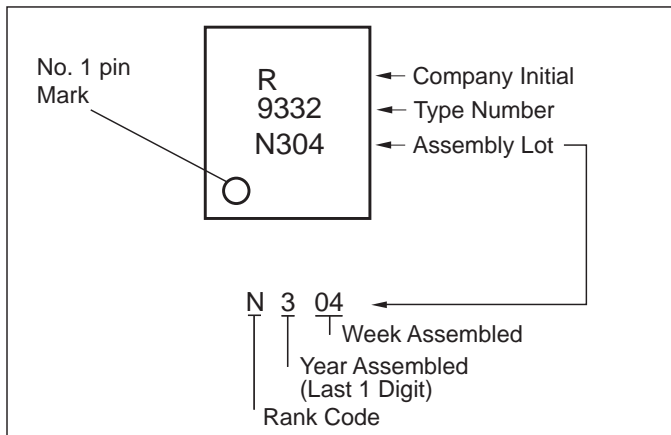 No. 1 pin
Mark
R
9332
N304
Company Initial
Type Number
Assembly Lot
N 3 04
Week Assembled
Year Assembled
(Last 1 Digit)
Rank Code